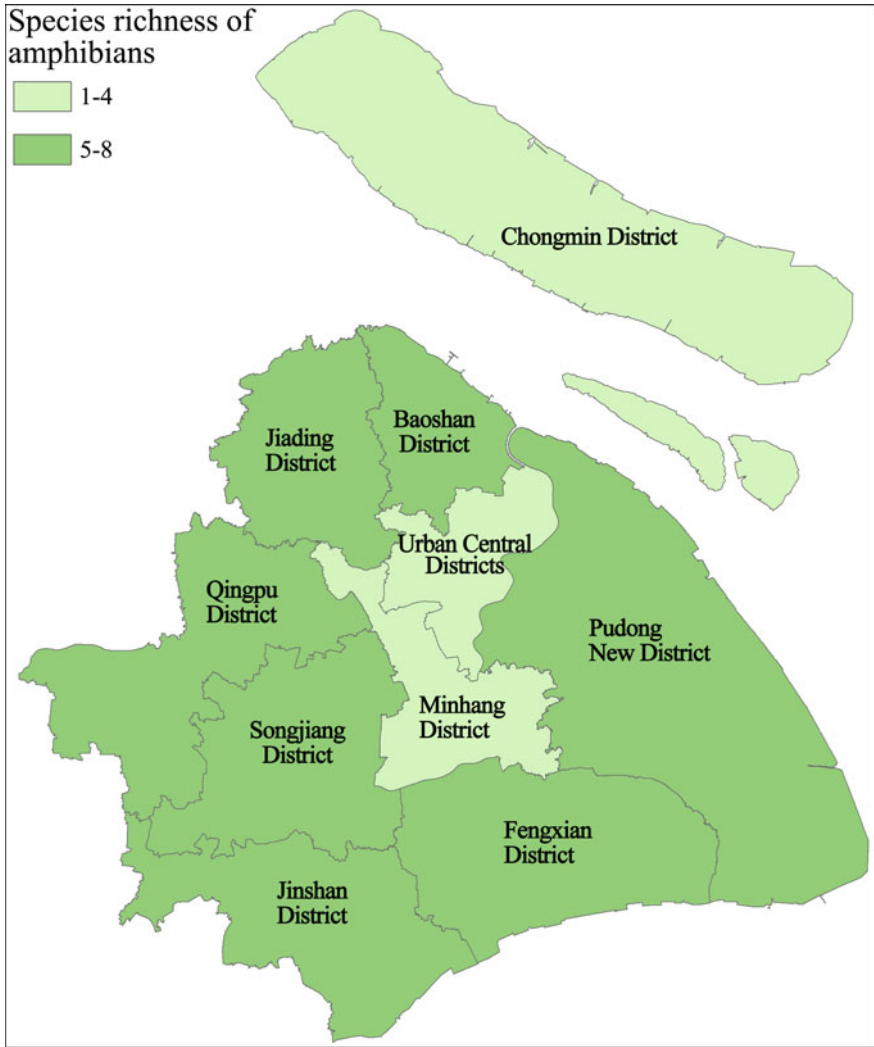 Species richness of
amphibians
1-4
5-8
Chongmin District
Baoshan
District
Jiading
District
Urban Central
Districts
Qingpu
District
Pudong
New District
Minhang
District
Songjiang
District
Fengxian
District
Jinshan
District